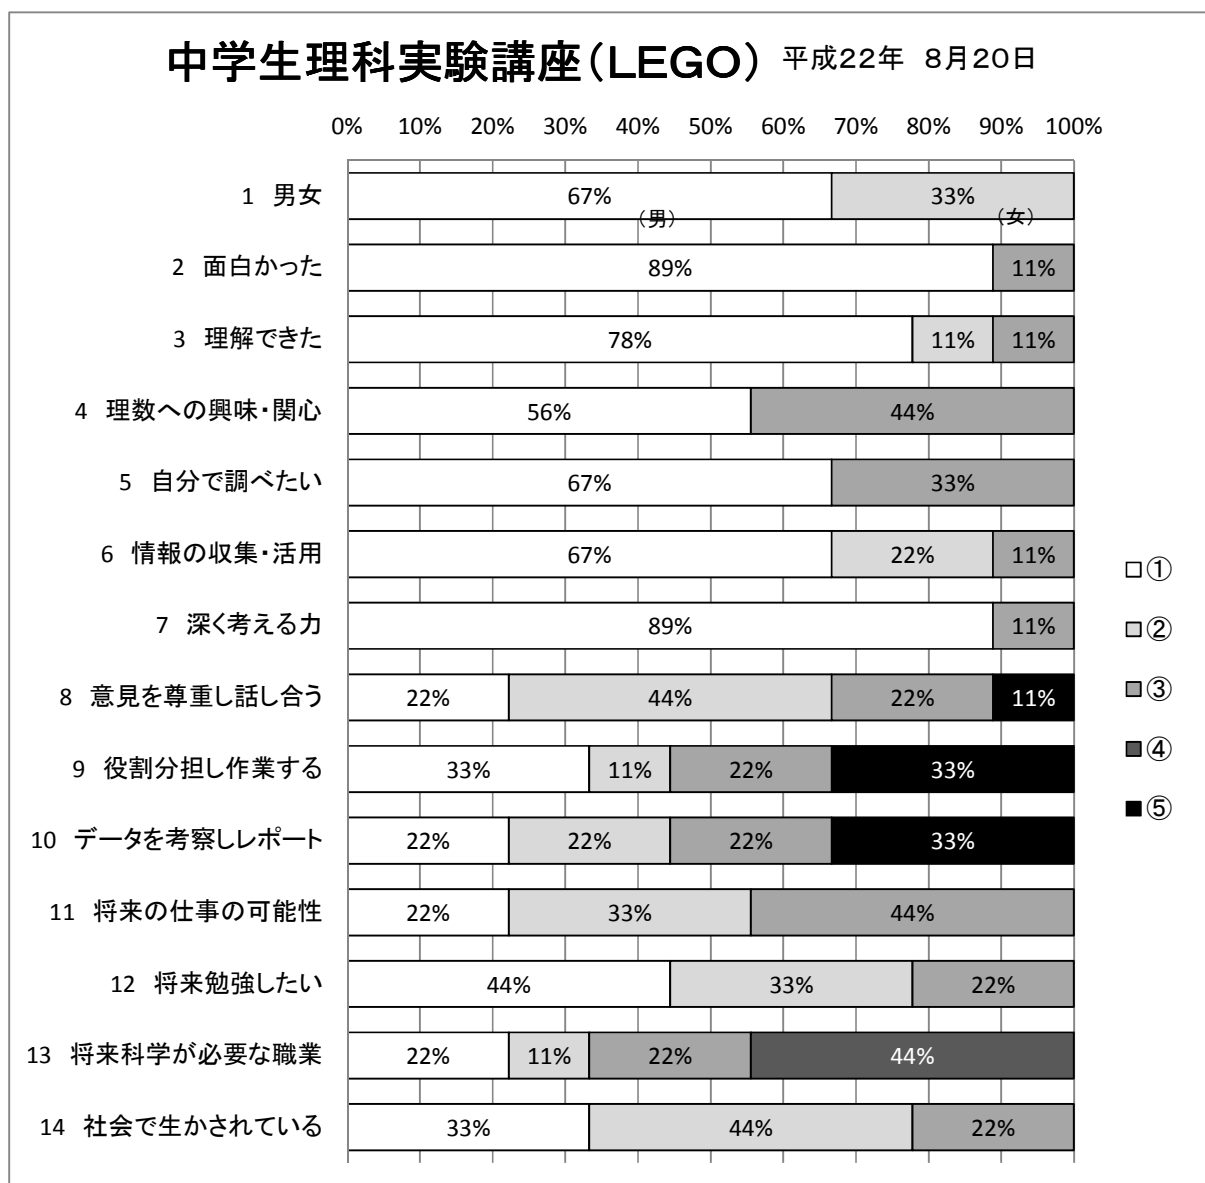 中学生理科実験講座(LEGO) 平成22年 8月20日
0% 10% 20% 30% 40% 50% 60% 70% 80% 90% 100%
1 男女 67% 33%
(男) (女)
2 面白かった 89% 11%
3 理解できた 78% 11% 11%
4 理数への興味・関心 56% 44%
5 自分で調べたい 67% 33%
6 情報の収集・活用 67% 22% 11%
7 深く考える力 89% 11%
8 意見を尊重し話し合う 22% 44% 22% 11%
9 役割分担し作業する 33% 11% 22% 33%
10 データを考察しレポート 22% 22% 22% 33%
11 将来の仕事の可能性 22% 33% 44%
12 将来勉強したい 44% 33% 22%
13 将来科学が必要な職業 22% 11% 22% 44%
14 社会で生かされている 33% 44% 22%
①
②
③
④
⑤